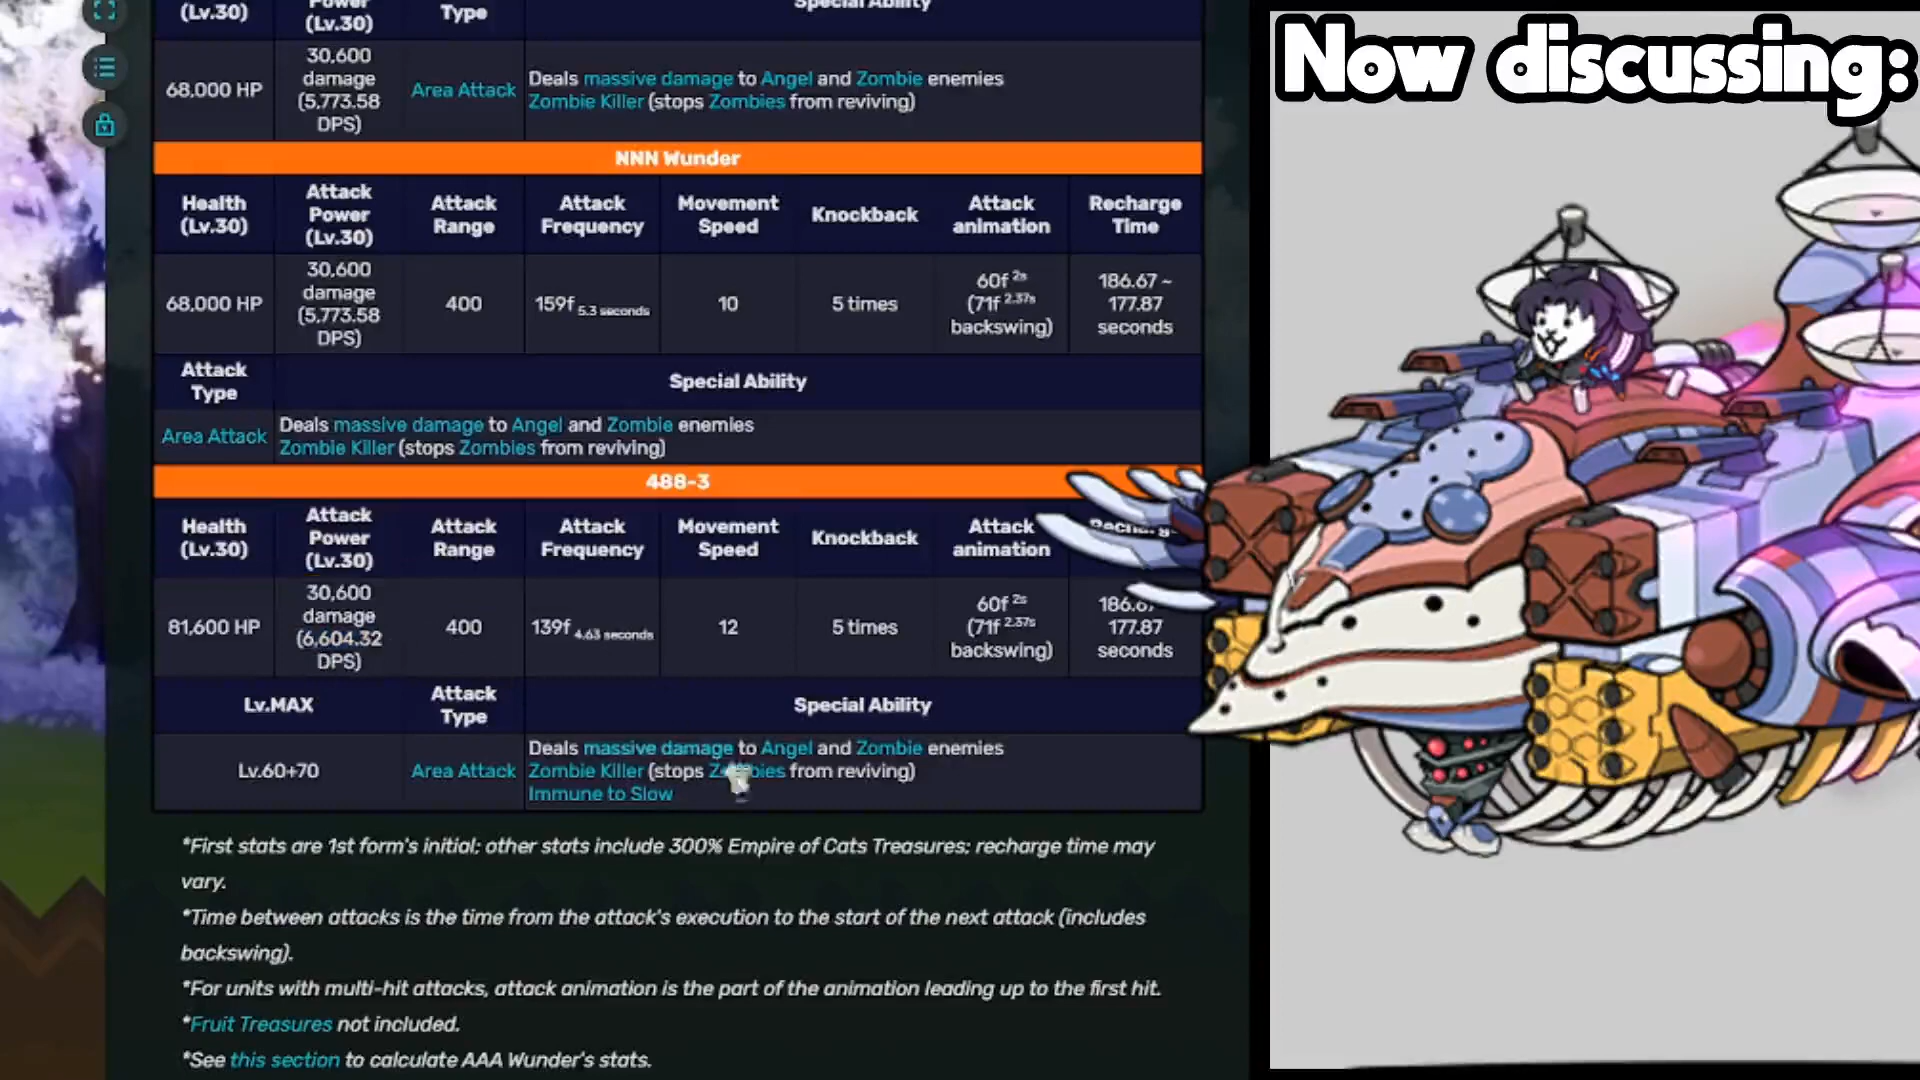 Now discussing:
(Lv.30)
Power
(Lv.30)
Type
Special Ability
68,000 HP
30,600
damage
(5,773.58
DPS)
Area Attack
Deals massive damage to Angel and Zombie enemies
Zombie Killer (stops Zombies from reviving)
NNN Wunder
Health
(Lv.30)
Attack
Power
(Lv.30)
Attack
Range
Attack
Frequency
Movement
Speed
Knockback
Attack
animation
Recharge
Time
68,000 HP
30,600
damage
(5,773.58
DPS)
400
159f 5.3 seconds
10
5 times
60f 2s
(71f 2.37s
backswing)
186.67 ~
177.87
seconds
Attack
Type
Special Ability
Area Attack
Deals massive damage to Angel and Zombie enemies
Zombie Killer (stops Zombies from reviving)
488-3
Health
(Lv.30)
Attack
Power
(Lv.30)
Attack
Range
Attack
Frequency
Movement
Speed
Knockback
Attack
animation
81,600 HP
30,600
damage
(6,604.32
DPS)
400
139f 4.63 seconds
12
5 times
60f 2s
(71f 2.37s
backswing)
177.87
seconds
Lv.MAX
Attack
Type
Special Ability
Lv.60+70
Area Attack
Deals massive damage to Angel and Zombie enemies
Zombie Killer (stops Zombies from reviving)
Immune to Slow
*First stats are 1st form's initial; other stats include 300% Empire of Cats Treasures; recharge time may
vary.
*Time between attacks is the time from the attack's execution to the start of the next attack (includes
backswing).
*For units with multi-hit attacks, attack animation is the part of the animation leading up to the first hit.
*Fruit Treasures not included.
*See this section to calculate AAA Wunder's stats.